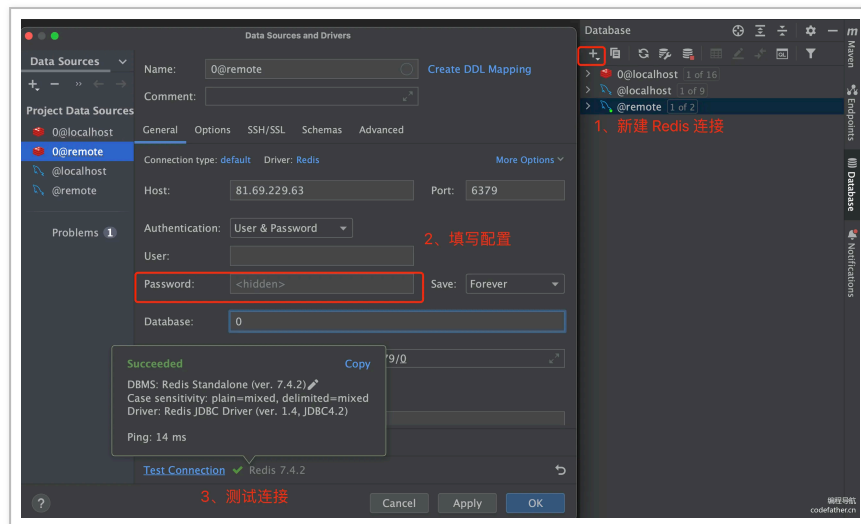 Data Sources and Drivers
Data Sources
Project Data Sources
0@localhost
0@remote
@localhost
@remote
Problems 1
Name: 0@remote
Create DDL Mapping
Comment:
General Options SSH/SSL Schemas Advanced
Connection type: default Driver: Redis More Options
Host: 81.69.229.63 Port: 6379
Authentication: User & Password
2、填写配置
User:
Password: <hidden> Save: Forever
Database: 0
79/0
Succeeded Copy
DBMS: Redis Standalone (ver. 7.4.2)
Case sensitivity: plain=mixed, delimited=mixed
Driver: Redis JDBC Driver (ver. 1.4, JDBC4.2)
Ping: 14 ms
Test Connection Redis 7.4.2
3、测试连接
? Cancel Apply OK
Database
0@localhost 1 of 16
@localhost 1 of 9
@remote 1 of 2
1、新建 Redis 连接
m
Maven
Endpoints
Database
Notifications
编程导航
codefather.cn